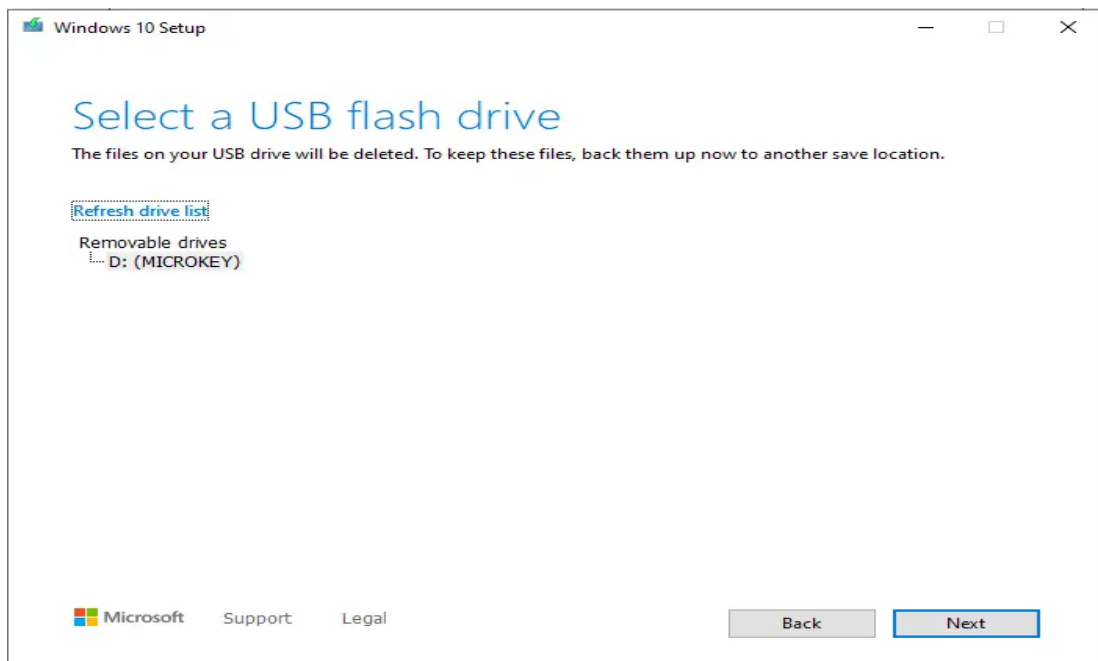 Windows 10 Setup
Select a USB flash drive
The files on your USB drive will be deleted. To keep these files, back them up now to another save location.
Refresh drive list
Removable drives
D: (MICROKEY)
Microsoft Support Legal Back Next